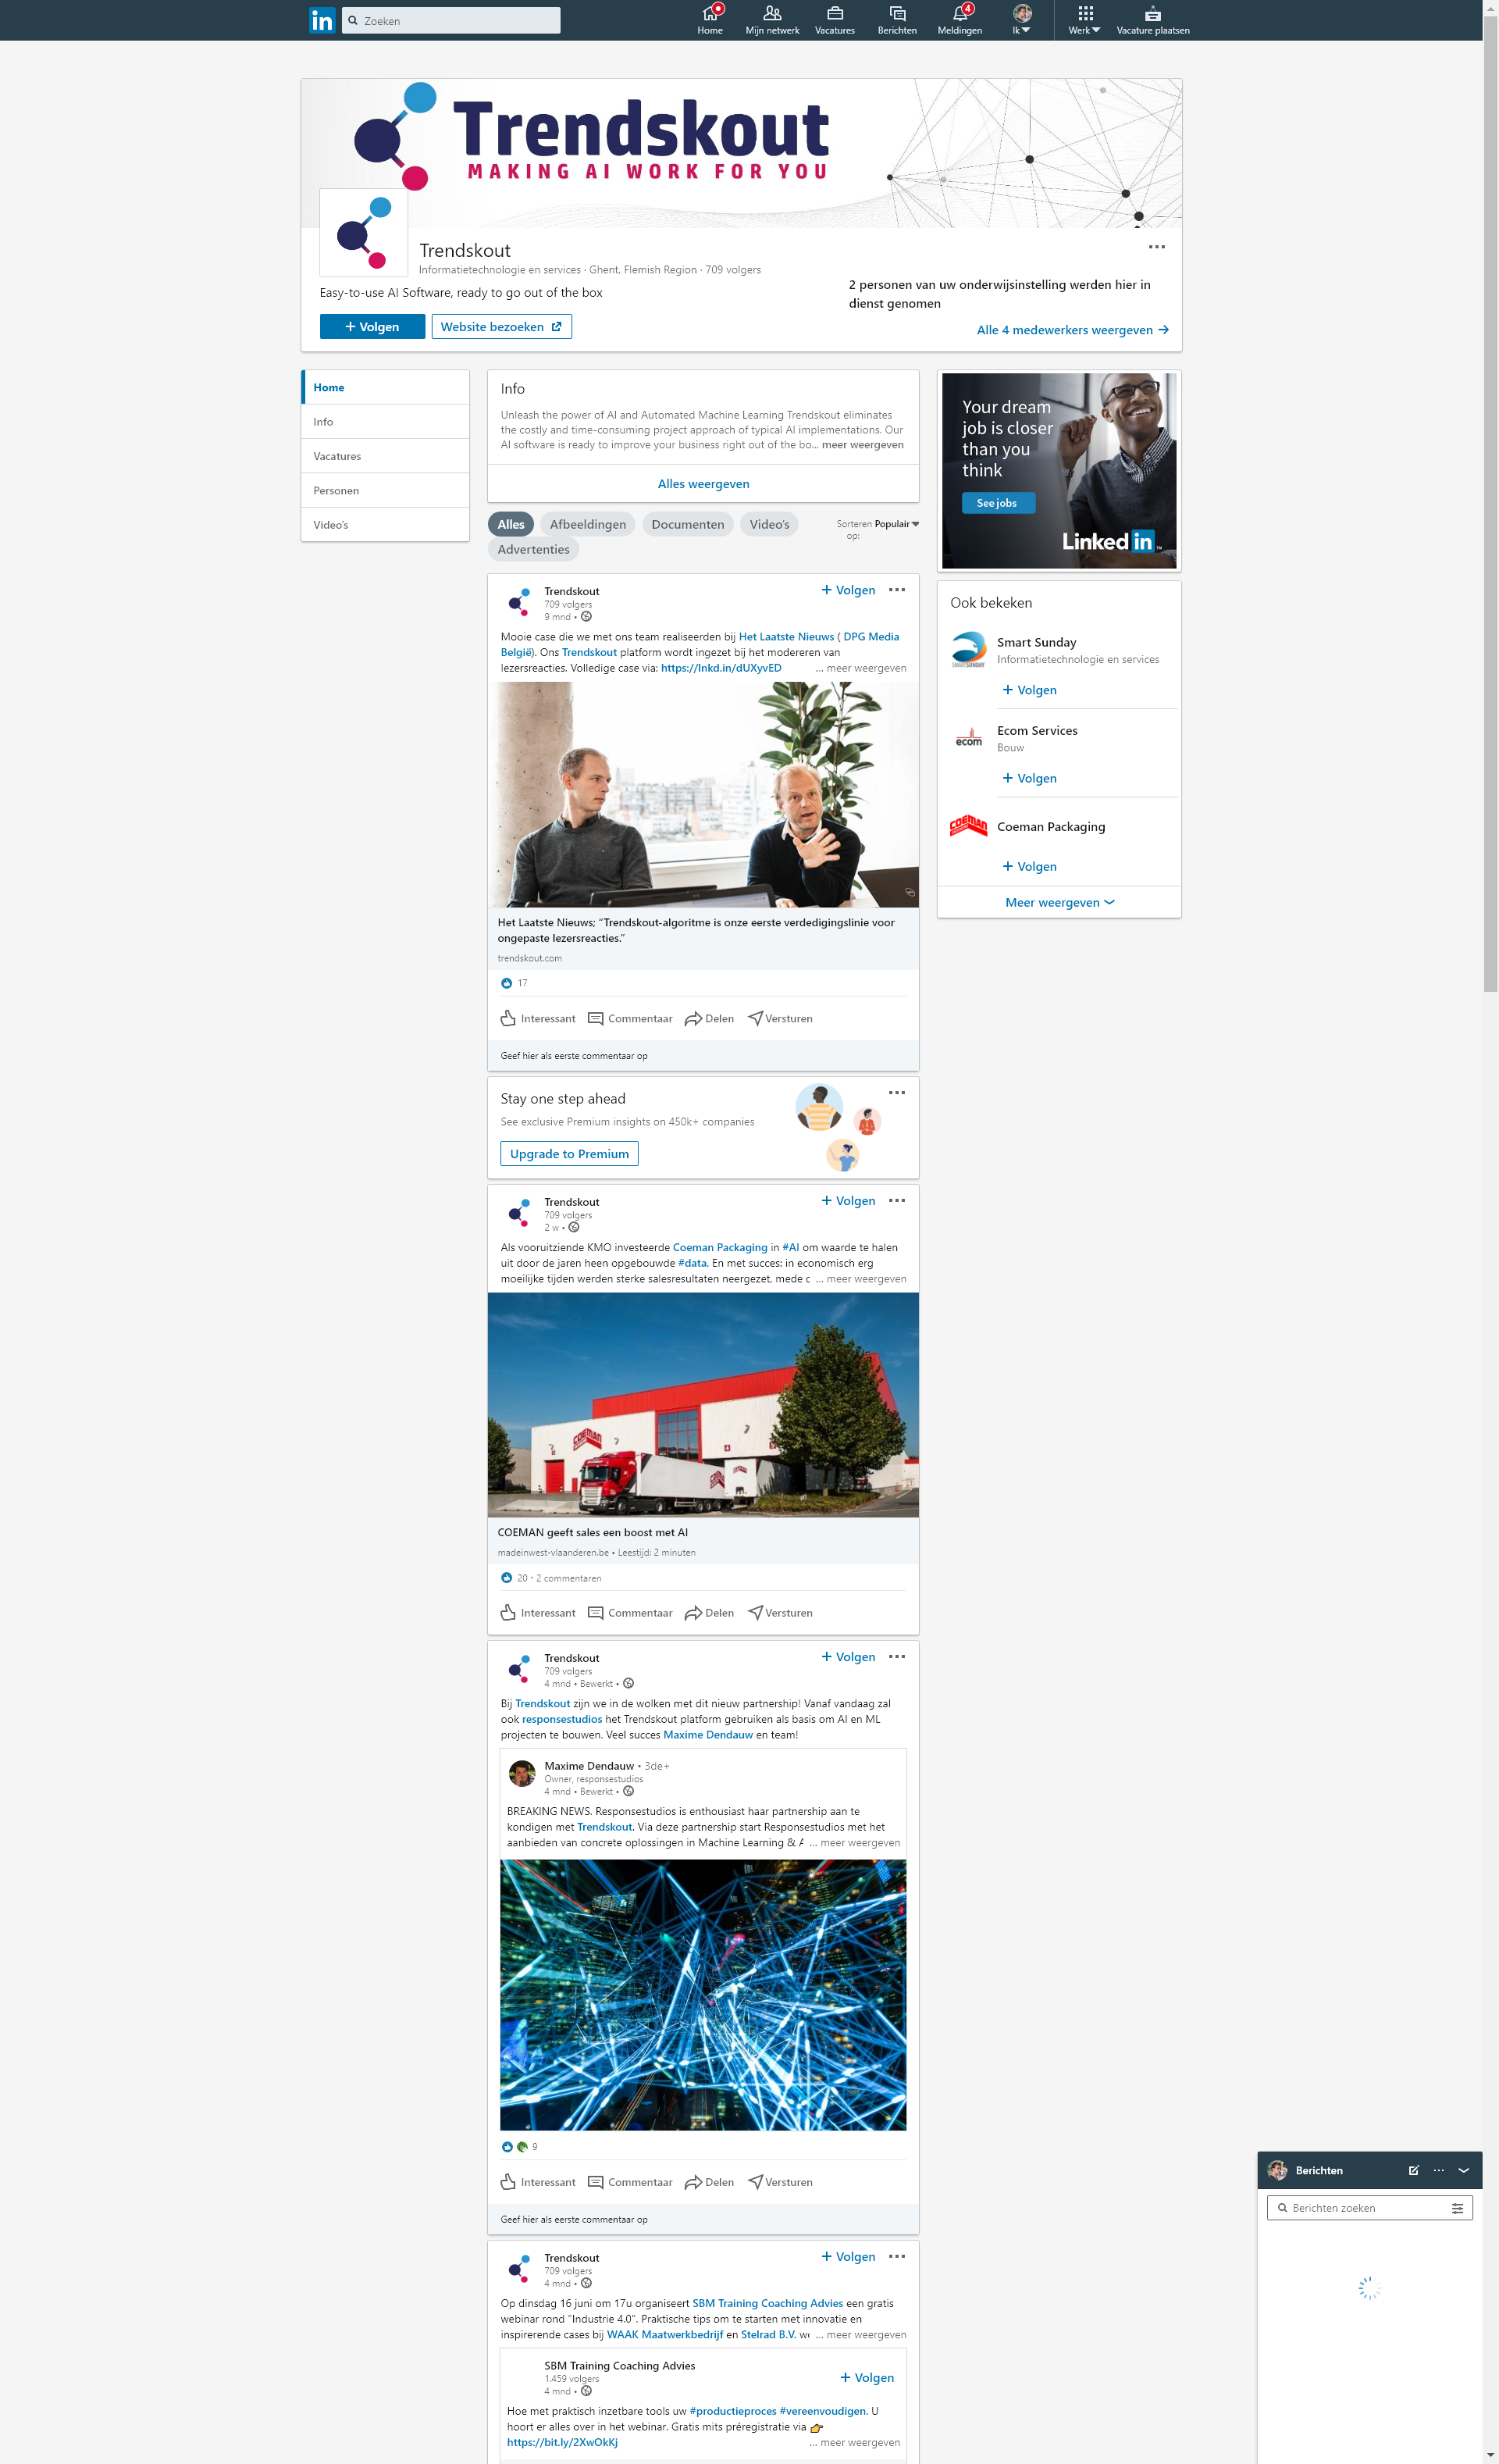 in
Zoeken
Home
Mijn netwerk
Vacatures
Berichten
4
Meldingen
Ik
Werk
Vacature plaatsen
Trendskout
MAKING AI WORK FOR YOU
Trendskout
Informatietechnologie en services · Ghent, Flemish Region · 709 volgers
Easy-to-use AI Software, ready to go out of the box
+ Volgen
Website bezoeken
2 personen van uw onderwijsinstelling werden hier in
dienst genomen
Alle 4 medewerkers weergeven →
Home
Info
Vacatures
Personen
Video's
Info
Unleash the power of AI and Automated Machine Learning Trendskout eliminates
the costly and time-consuming project approach of typical AI implementations. Our
AI software is ready to improve your business right out of the bo... meer weergeven
Alles weergeven
Alles
Afbeeldingen
Documenten
Video's
Advertenties
Sorteren Populair
op:
Trendskout
709 volgers
9 mnd •
+ Volgen
Mooie case die we met ons team realiseerden bij Het Laatste Nieuws ( DPG Media
België). Ons Trendskout platform wordt ingezet bij het modereren van
lezersreacties. Volledige case via: https://lnkd.in/dUXyvED ... meer weergeven
Het Laatste Nieuws; “Trendskout-algoritme is onze eerste verdedigingslinie voor
ongepaste lezersreacties.”
trendskout.com
17
Interessant
Commentaar
Delen
Versturen
Geef hier als eerste commentaar op
Stay one step ahead
See exclusive Premium insights on 450k+ companies
Upgrade to Premium
Trendskout
709 volgers
2 w •
+ Volgen
Als vooruitziende KMO investeerde Coeman Packaging in #AI om waarde te halen
uit door de jaren heen opgebouwde #data. En met succes: in economisch erg
moeilijke tijden werden sterke salesresultaten neergezet, mede ... meer weergeven
COEMAN
COEMAN geeft sales een boost met AI
madeinwest-vlaanderen.be • Leestijd: 2 minuten
20 · 2 commentaren
Interessant
Commentaar
Delen
Versturen
Trendskout
709 volgers
4 mnd • Bewerkt •
+ Volgen
Bij Trendskout zijn we in de wolken met dit nieuw partnership! Vanaf vandaag zal
ook responsestudios het Trendskout platform gebruiken als basis om AI en ML
projecten te bouwen. Veel succes Maxime Dendauw en team!
Maxime Dendauw • 3de+
Owner, responsestudios
4 mnd • Bewerkt •
BREAKING NEWS. Responsestudios is enthousiast haar partnership aan te
kondigen met Trendskout. Via deze partnership start Responsestudios met het
aanbieden van concrete oplossingen in Machine Learning & ... meer weergeven
9
Interessant
Commentaar
Delen
Versturen
Geef hier als eerste commentaar op
Trendskout
709 volgers
4 mnd •
+ Volgen
Op dinsdag 16 juni om 17u organiseert SBM Training Coaching Advies een gratis
webinar rond "Industrie 4.0". Praktische tips om te starten met innovatie en
inspirerende cases bij WAAK Maatwerkbedrijf en Stelrad B.V. ... meer weergeven
SBM Training Coaching Advies
1.459 volgers
4 mnd •
+ Volgen
Hoe met praktisch inzetbare tools uw #productieproces #vereenvoudigen. U
hoort er alles over in het webinar. Gratis mits préregistratie via
https://bit.ly/2XwOkKj ... meer weergeven
Your dream
job is closer
than you
think
See jobs
Linked in
Ook bekeken
SMARTSUNDAY
Smart Sunday
Informatietechnologie en services
+ Volgen
ecom
Ecom Services
Bouw
+ Volgen
COEMAN
Coeman Packaging
+ Volgen
Meer weergeven
Berichten
Berichten zoeken